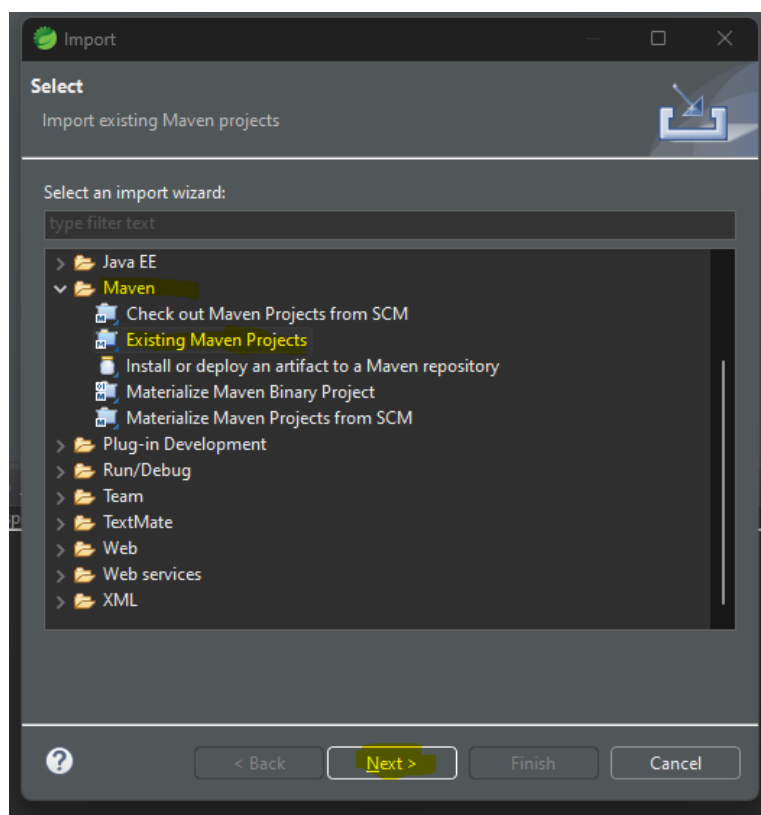 Import
Select
Import existing Maven projects
Select an import wizard:
type filter text
Java EE
Maven
Check out Maven Projects from SCM
Existing Maven Projects
Install or deploy an artifact to a Maven repository
Materialize Maven Binary Project
Materialize Maven Projects from SCM
Plug-in Development
Run/Debug
Team
TextMate
Web
Web services
XML
? < Back Next > Finish Cancel